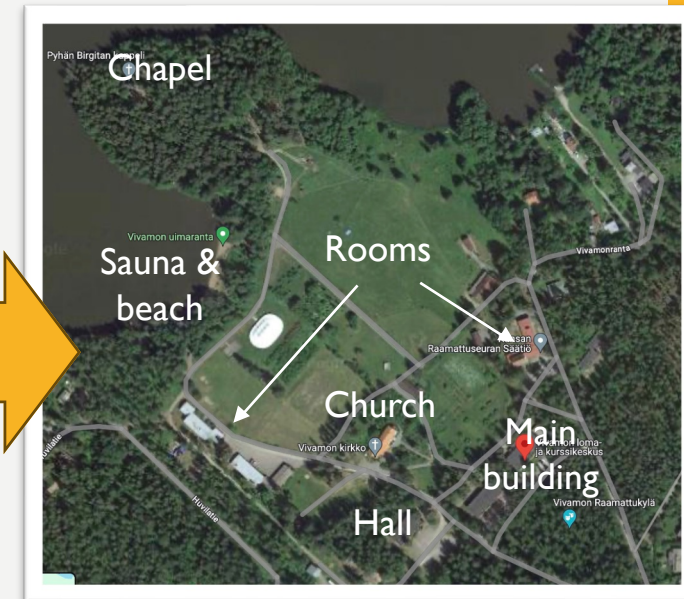 Pyhän Birgitan kappeli
Chapel
Vivamon uimaranta
Sauna &
beach
Rooms
Vivamonranta
Kansan
Raamattuseuran Säätiö
Church
Vivamon kirkko
Main
building
Vivamon loma-
ja kurssikeskus
Vivamon Raamattukylä
Hall
Huvilatie
Huvilatie